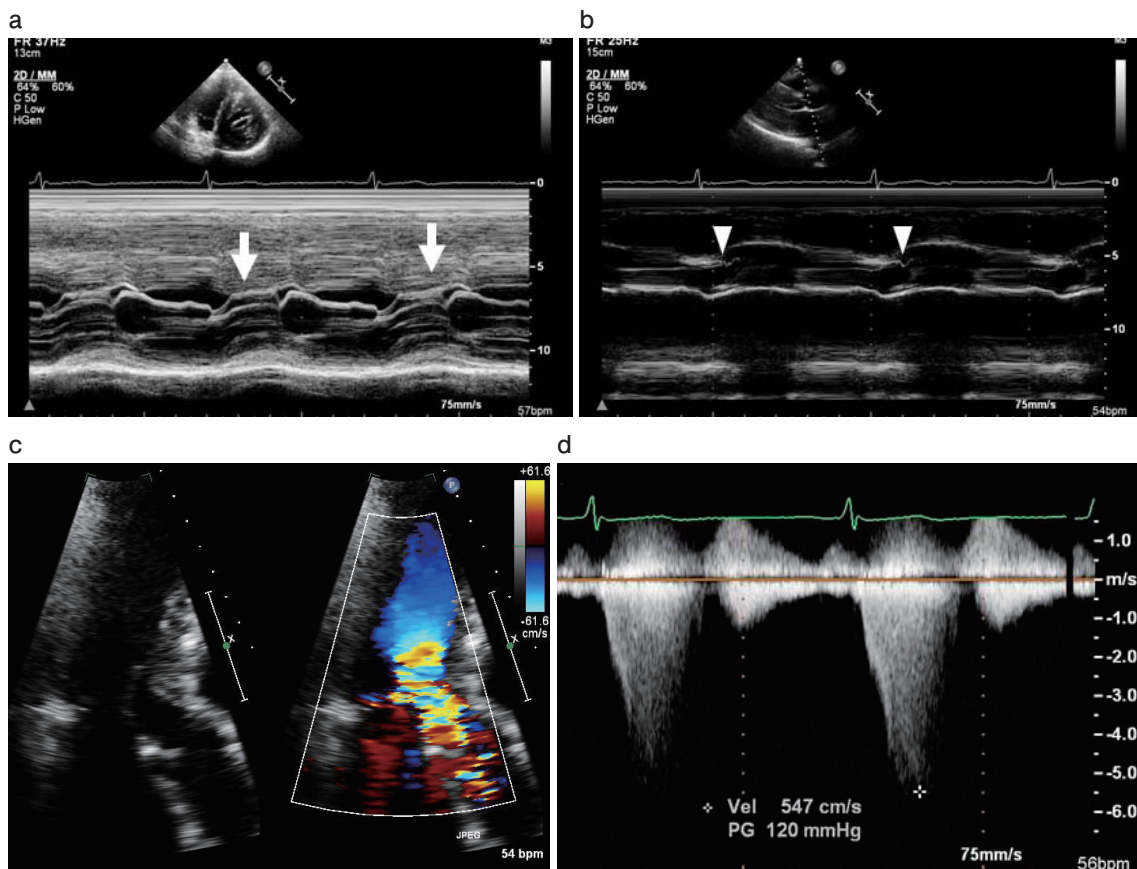 a
FR 37Hz
13cm
2D / MM
64% 60%
C 50
P Low
HGen
M3
P
x
0
5
10
75mm/s
57bpm
b
FR 25Hz
15cm
2D / MM
64% 60%
C 50
P Low
HGen
M3
P
x
0
5
10
75mm/s
54bpm
c
x
P
+61.6
-61.6
cm/s
x
JPEG
54 bpm
d
1.0
m/s
-1.0
-2.0
-3.0
-4.0
-5.0
-6.0
Vel 547 cm/s
PG 120 mmHg
75mm/s
56bpm